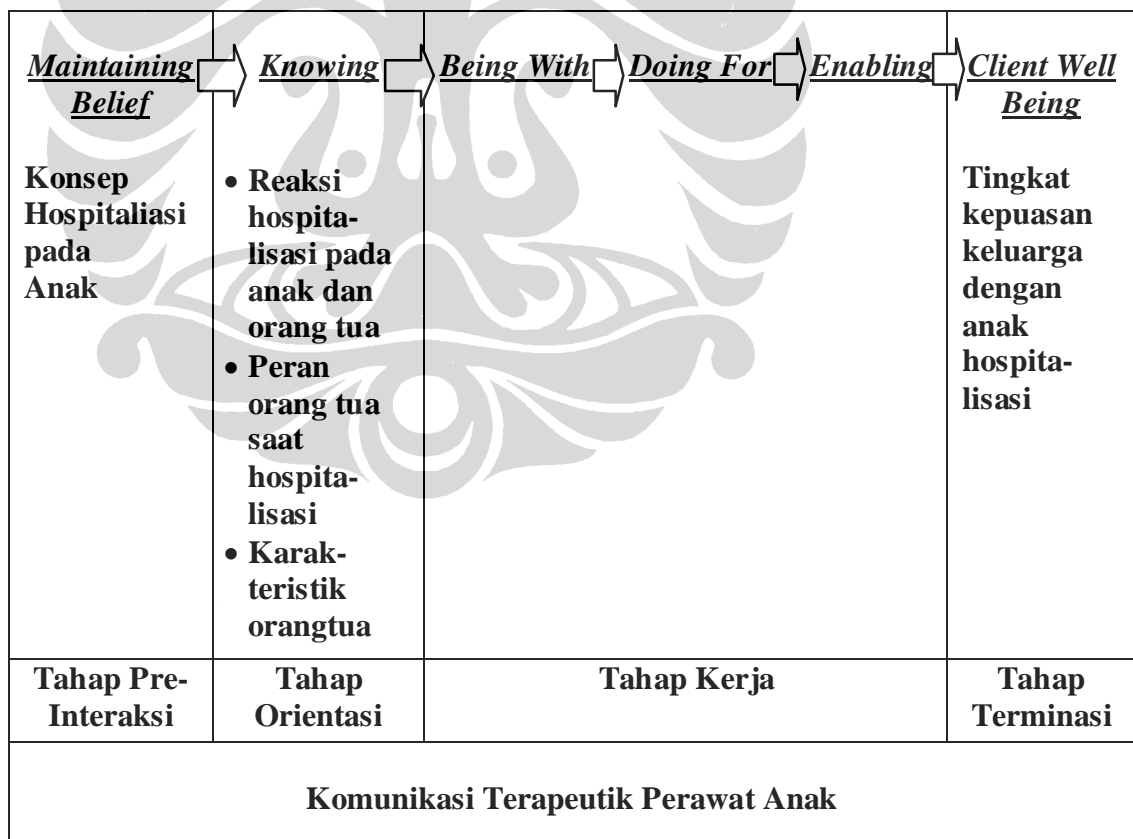 Maintaining Belief
Knowing
Being With
Doing For
Enabling
Client Well Being
Konsep
Hospitaliasi
pada
Anak
• Reaksi
hospita-
lisasi pada
anak dan
orang tua
• Peran
orang tua
saat
hospita-
lisasi
• Karak-
teristik
orangtua
Tingkat
kepuasan
keluarga
dengan
anak
hospita-
lisasi
Tahap Pre-
Interaksi
Tahap
Orientasi
Tahap Kerja
Tahap
Terminasi
Komunikasi Terapeutik Perawat Anak